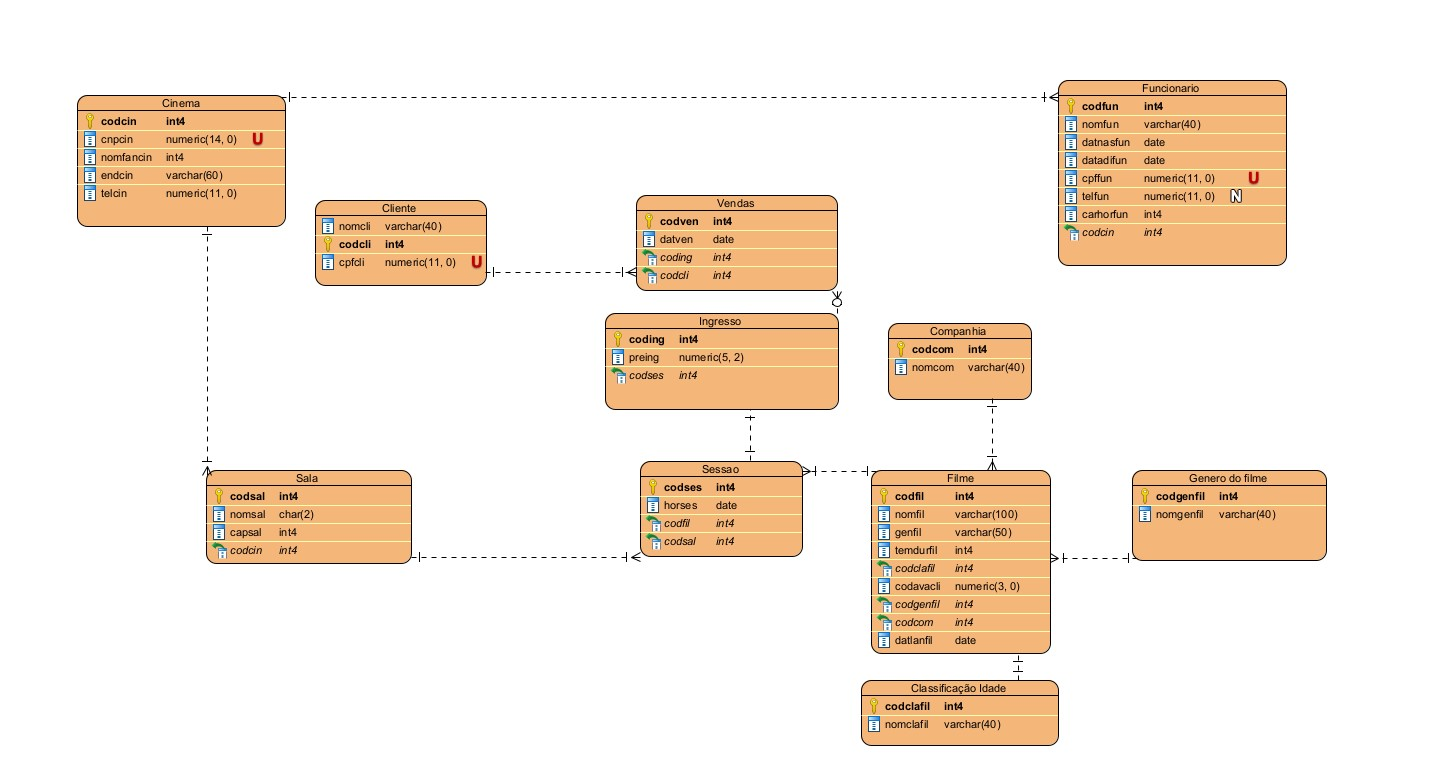 Cinema
codcin int4
cnpcin numeric(14, 0) U
nomfancin int4
endcin varchar(60)
telcin numeric(11, 0)
Funcionario
codfun int4
nomfun varchar(40)
datnasfun date
datadifun date
cpffun numeric(11, 0) U
telfun numeric(11, 0) N
carhorfun int4
codcin int4
Cliente
nomcli varchar(40)
codcli int4
cpfcli numeric(11, 0) U
Vendas
codven int4
datven date
coding int4
codcli int4
Ingresso
coding int4
preing numeric(5, 2)
codses int4
Companhia
codcom int4
nomcom varchar(40)
Sala
codsal int4
nomsal char(2)
capsal int4
codcin int4
Sessao
codses int4
horses date
codfil int4
codsal int4
Filme
codfil int4
nomfil varchar(100)
genfil varchar(50)
temdurfil int4
codclafil int4
codavacli numeric(3, 0)
codgenfil int4
codcom int4
datlanfil date
Genero do filme
codgenfil int4
nomgenfil varchar(40)
Classificação Idade
codclafil int4
nomclafil varchar(40)